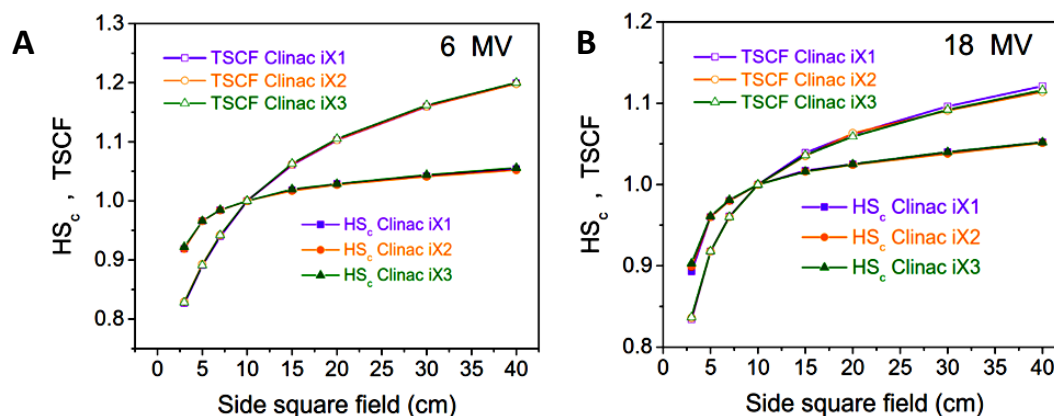 A
6 MV
TSCF Clinac iX1
TSCF Clinac iX2
TSCF Clinac iX3
HSc Clinac iX1
HSc Clinac iX2
HSc Clinac iX3
HSc , TSCF
1.3
1.2
1.1
1.0
0.9
0.8
0 5 10 15 20 25 30 35 40
Side square field (cm)
B
18 MV
TSCF Clinac iX1
TSCF Clinac iX2
TSCF Clinac iX3
HSc Clinac iX1
HSc Clinac iX2
HSc Clinac iX3
HSc , TSCF
1.2
1.1
1.0
0.9
0.8
0 5 10 15 20 25 30 35 40
Side square field (cm)